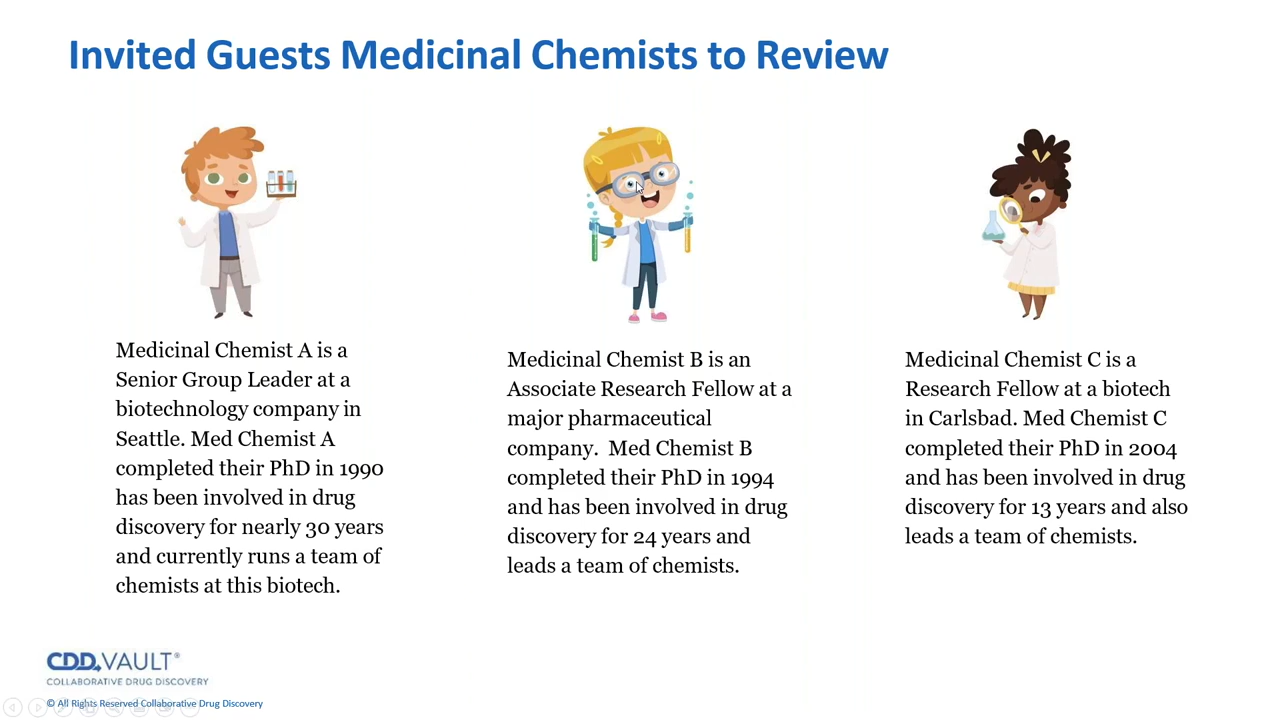 Invited Guests Medicinal Chemists to Review
Medicinal Chemist A is a
Senior Group Leader at a
biotechnology company in
Seattle. Med Chemist A
completed their PhD in 1990
has been involved in drug
discovery for nearly 30 years
and currently runs a team of
chemists at this biotech.
Medicinal Chemist B is an
Associate Research Fellow at a
major pharmaceutical
company.  Med Chemist B
completed their PhD in 1994
and has been involved in drug
discovery for 24 years and
leads a team of chemists.
Medicinal Chemist C is a
Research Fellow at a biotech
in Carlsbad. Med Chemist C
completed their PhD in 2004
and has been involved in drug
discovery for 13 years and also
leads a team of chemists.
CDD VAULT®
COLLABORATIVE DRUG DISCOVERY
© All Rights Reserved Collaborative Drug Discovery